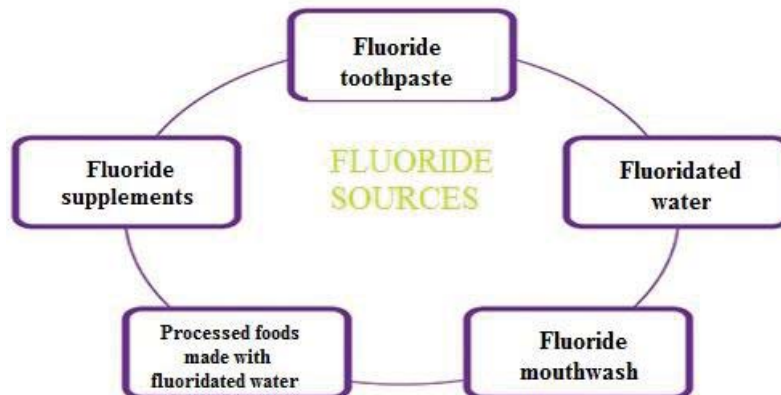 Fluoride
toothpaste
Fluoride
supplements
FLUORIDE
SOURCES
Fluoridated
water
Processed foods
made with
fluoridated water
Fluoride
mouthwash